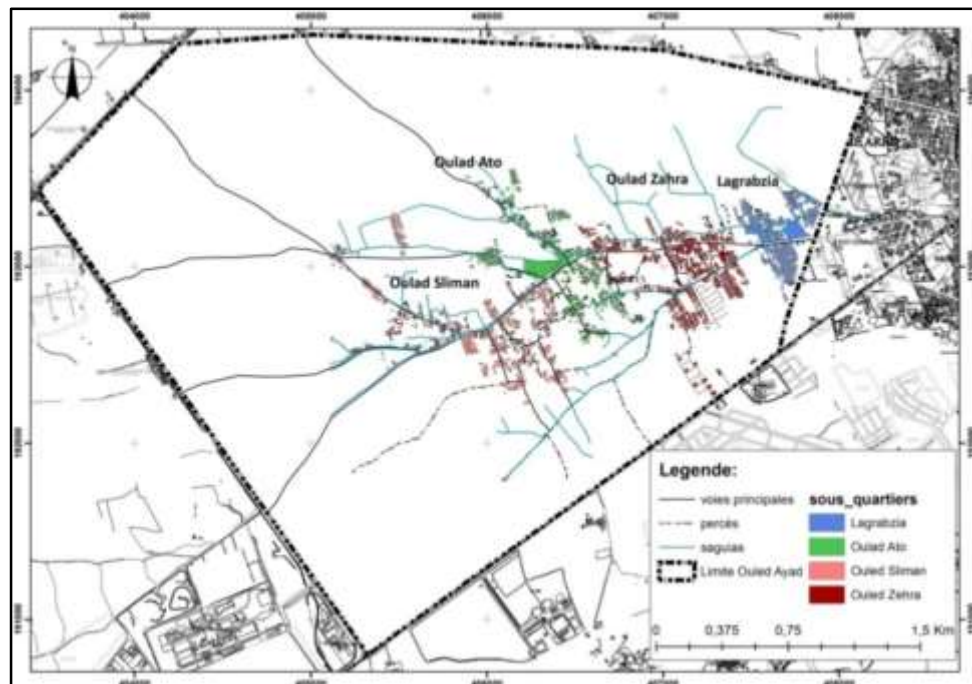 Oulad Ato
Oulad Zahra
Lagrabzia
Oulad Sliman
Legende:
voies principales
percés
saguias
Limite Ouled Ayad
sous_quartiers
Lagrabzia
Oulad Ato
Ouled Sliman
Ouled Zehra
0 0,375 0,75 1,5 Km